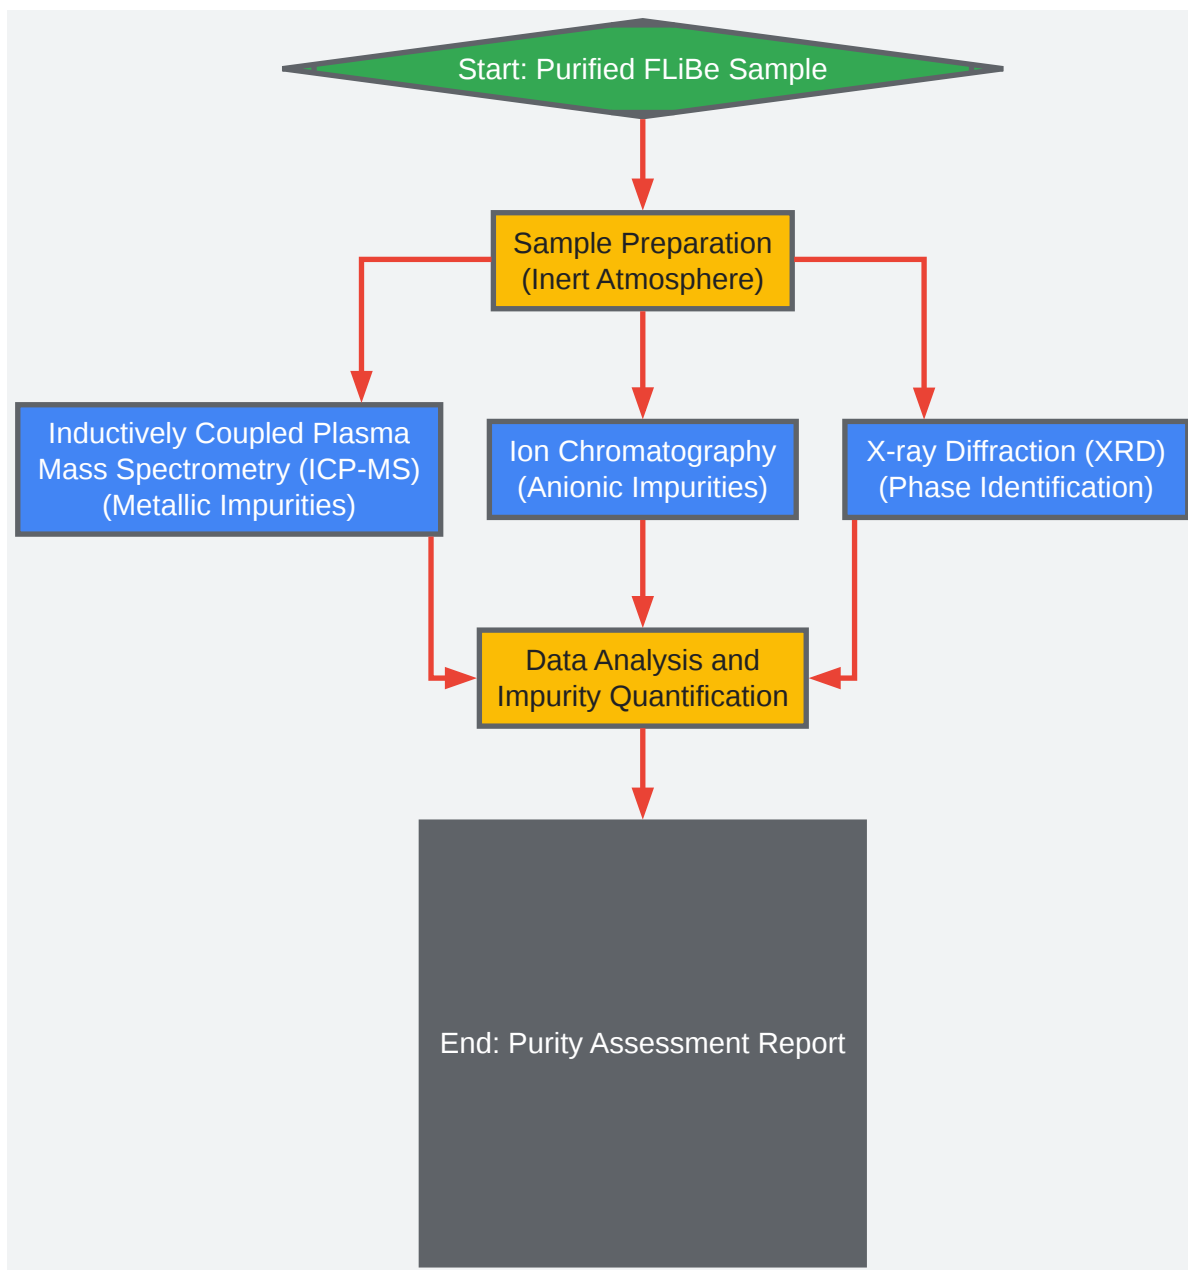 Start: Purified FLiBe Sample
Sample Preparation
(Inert Atmosphere)
Inductively Coupled Plasma
Mass Spectrometry (ICP-MS)
(Metallic Impurities)
Ion Chromatography
(Anionic Impurities)
X-ray Diffraction (XRD)
(Phase Identification)
Data Analysis and
Impurity Quantification
End: Purity Assessment Report